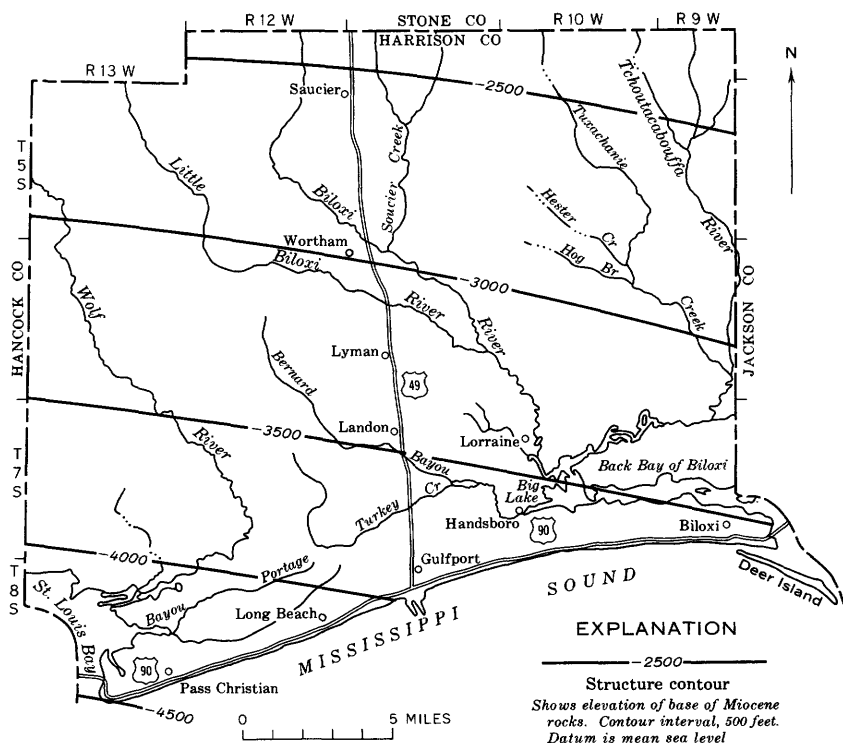 R 12 W
STONE CO
HARRISON CO
R 10 W
R 9 W
R 13 W
N
Saucier
-2500
Tchoutacabouffa
River
Tuxachanie
Creek
T
5
S
Little
Biloxi
River
Biloxi
River
Soucier
Creek
Hester
Cr
Hog
Br
Wortham
-3000
HANCOCK CO
JACKSON CO
Wolf
River
Lyman
Bernard
Bayou
49
-3500
Landon
Lorraine
T
7
S
Back Bay of Biloxi
Big
Lake
Turkey
Cr
Handsboro
90
Biloxi
-4000
Portage
Bayou
Gulfport
T
8
S
St. Louis
Bay
Long Beach
MISSISSIPPI
SOUND
Deer Island
90
Pass Christian
-4500
0
5 MILES
EXPLANATION
-2500
Structure contour
Shows elevation of base of Miocene
rocks. Contour interval, 500 feet.
Datum is mean sea level